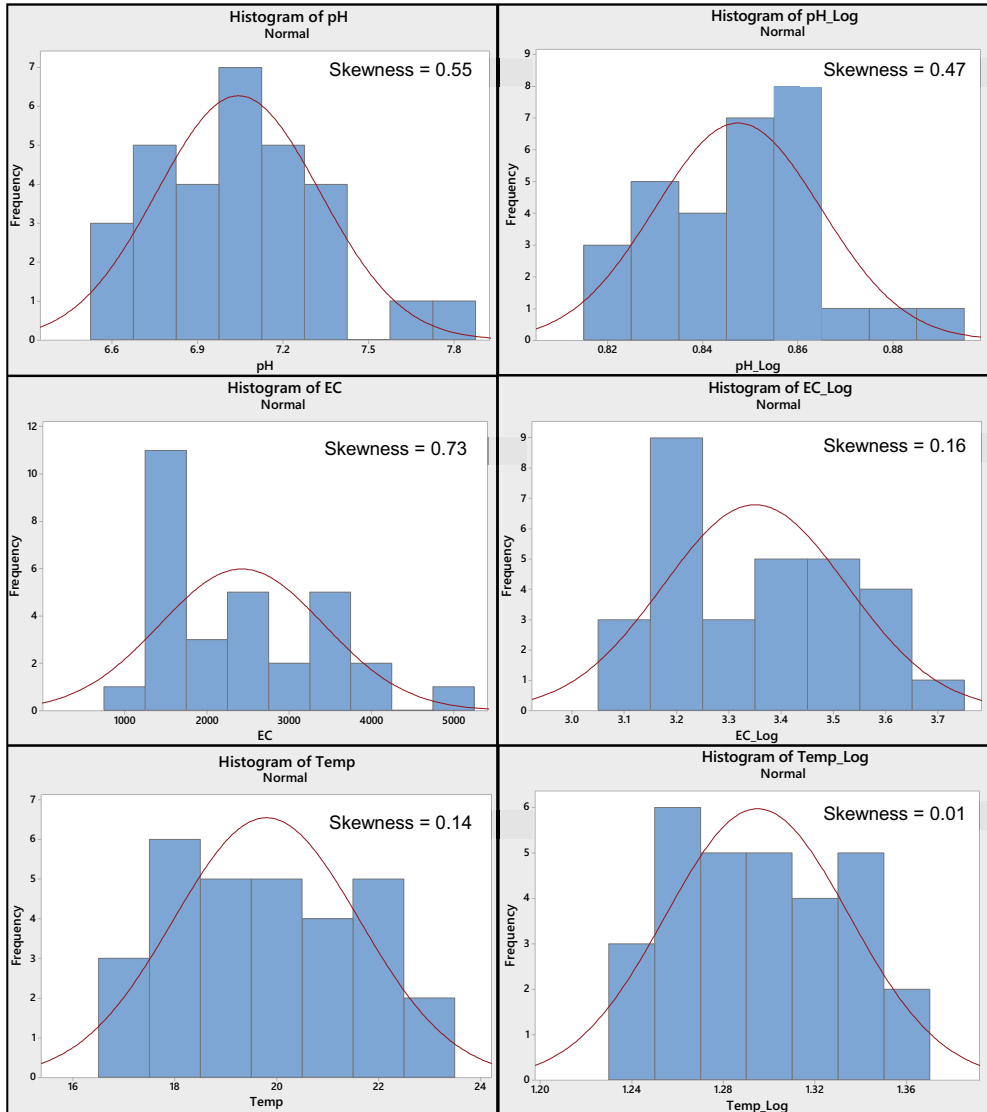 Histogram of pH
Normal
Skewness = 0.55
7
6
5
4
3
2
1
0
Frequency
6.6 6.9 7.2 7.5 7.8
pH
Histogram of pH_Log
Normal
Skewness = 0.47
9
8
7
6
5
4
3
2
1
0
Frequency
0.82 0.84 0.86 0.88
pH_Log
Histogram of EC
Normal
Skewness = 0.73
12
10
8
6
4
2
0
Frequency
1000 2000 3000 4000 5000
EC
Histogram of EC_Log
Normal
Skewness = 0.16
9
8
7
6
5
4
3
2
1
0
Frequency
3.0 3.1 3.2 3.3 3.4 3.5 3.6 3.7
EC_Log
Histogram of Temp
Normal
Skewness = 0.14
7
6
5
4
3
2
1
0
Frequency
16 18 20 22 24
Temp
Histogram of Temp_Log
Normal
Skewness = 0.01
6
5
4
3
2
1
0
Frequency
1.20 1.24 1.28 1.32 1.36
Temp_Log